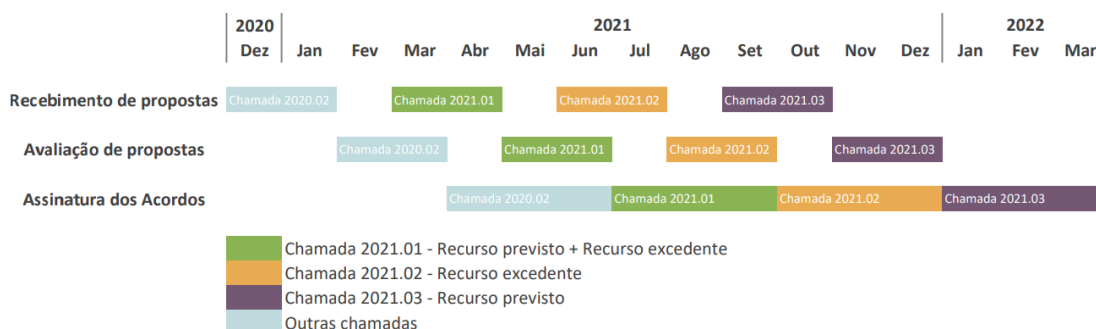 2020 2021 2022
Dez Jan Fev Mar Abr Mai Jun Jul Ago Set Out Nov Dez Jan Fev Mar
Recebimento de propostas Chamada 2020.02 Chamada 2021.01 Chamada 2021.02 Chamada 2021.03
Avaliação de propostas Chamada 2020.02 Chamada 2021.01 Chamada 2021.02 Chamada 2021.03
Assinatura dos Acordos Chamada 2020.02 Chamada 2021.01 Chamada 2021.02 Chamada 2021.03
Chamada 2021.01 - Recurso previsto + Recurso excedente
Chamada 2021.02 - Recurso excedente
Chamada 2021.03 - Recurso previsto
Outras chamadas